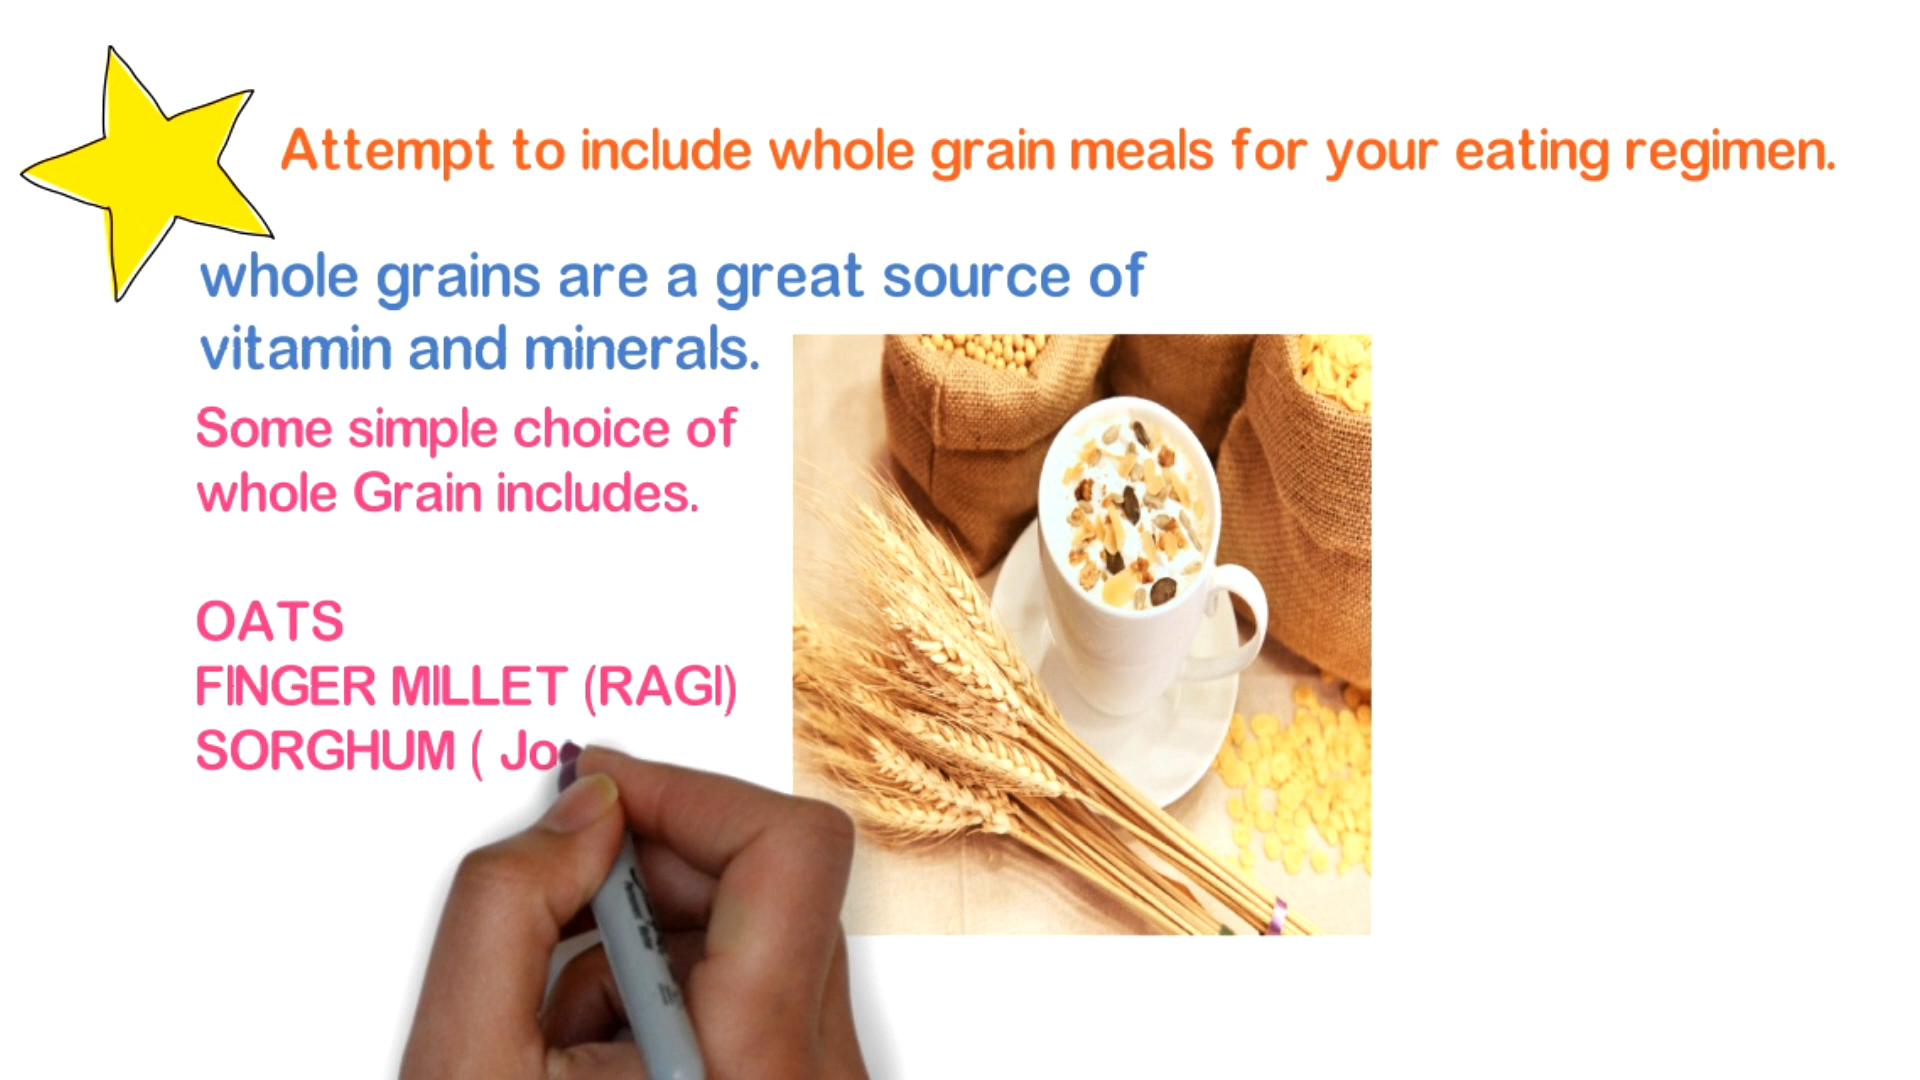 Attempt to include whole grain meals for your eating regimen.
whole grains are a great source of
vitamin and minerals.
Some simple choice of
whole Grain includes.
OATS
FINGER MILLET (RAGI)
SORGHUM ( Jo